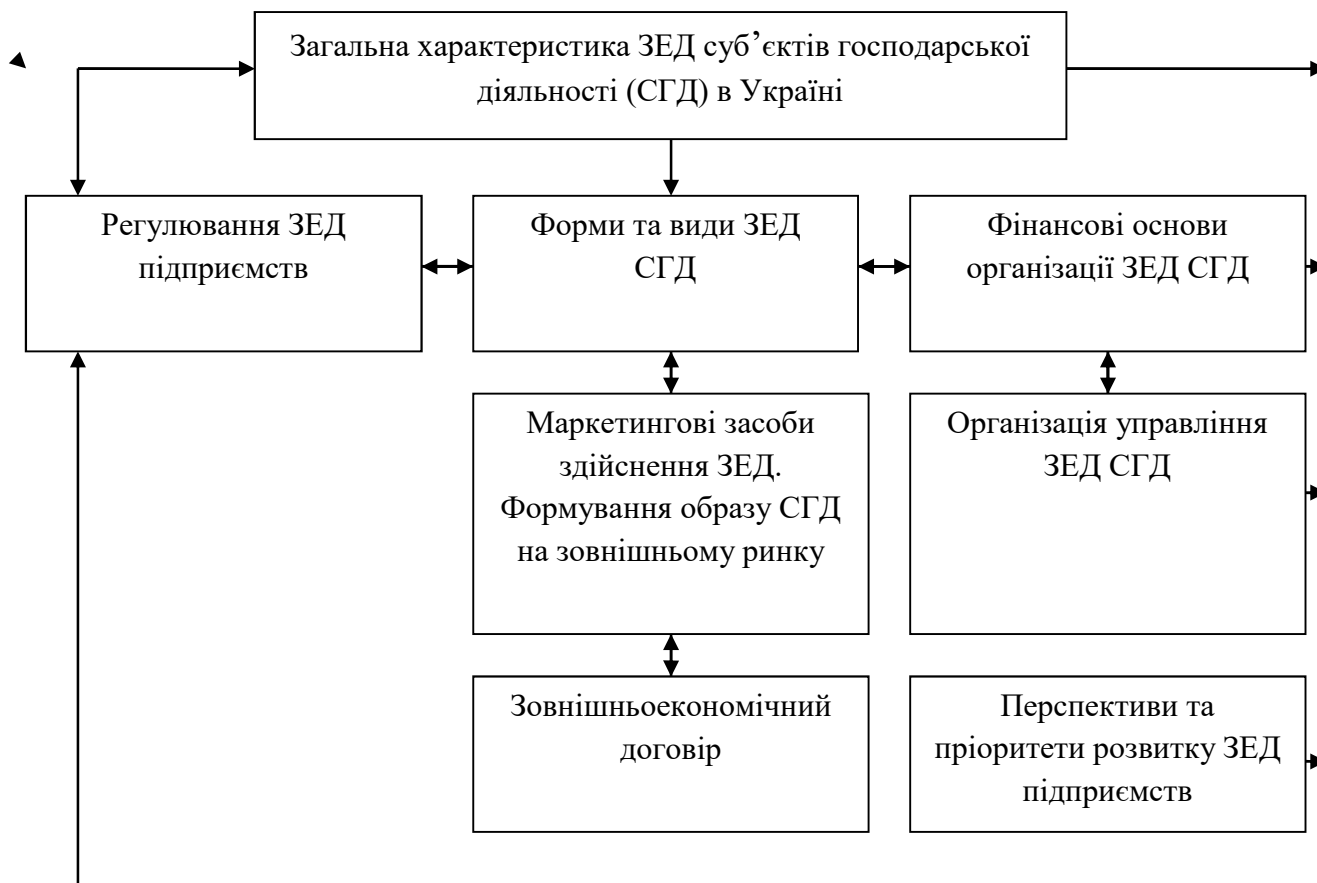 Загальна характеристика ЗЕД суб’єктів господарської
діяльності (СГД) в Україні
Регулювання ЗЕД
підприємств
Форми та види ЗЕД
СГД
Фінансові основи
організації ЗЕД СГД
Маркетингові засоби
здійснення ЗЕД.
Формування образу СГД
на зовнішньому ринку
Організація управління
ЗЕД СГД
Зовнішньоекономічний
договір
Перспективи та
пріоритети розвитку ЗЕД
підприємств